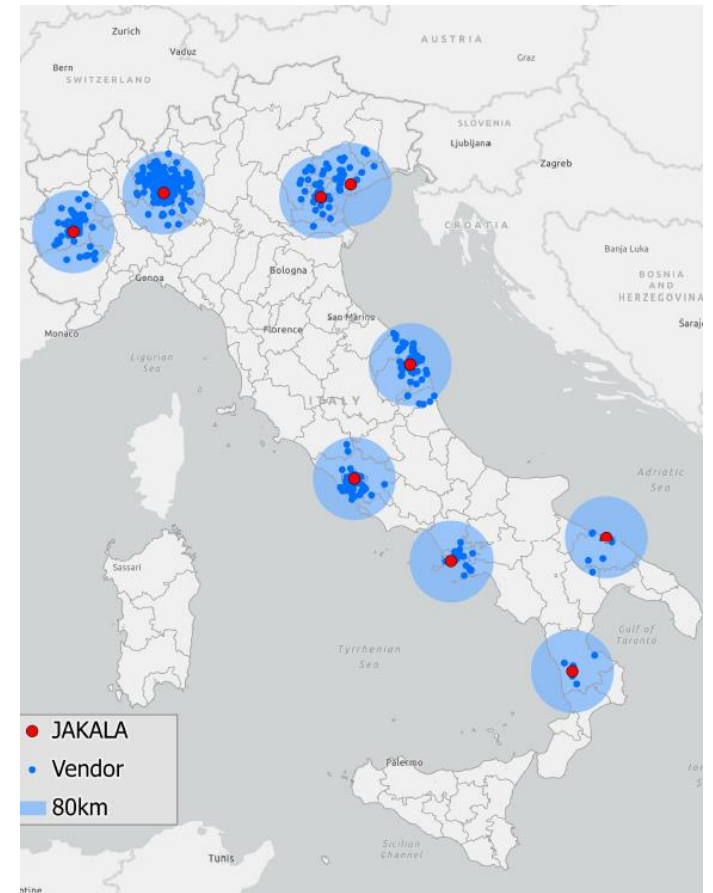 Zurich
Vaduz
AUSTRIA
Graz
Bern
SWITZERLAND
SLOVENIA
Ljubljana
Zagreb
CROATIA
Banja Luka
Bologna
Genoa
BOSNIA
AND
HERZEGOVINA
San Marino
Saraje
Florence
Monaco
Ligurian
Sea
ITALY
Adriatic
Sea
Sassari
Gulf of
Taranto
Tyrrhenian
Sea
JAKALA
Vendor
80km
Palermo
Sicilian
Channel
Tunis